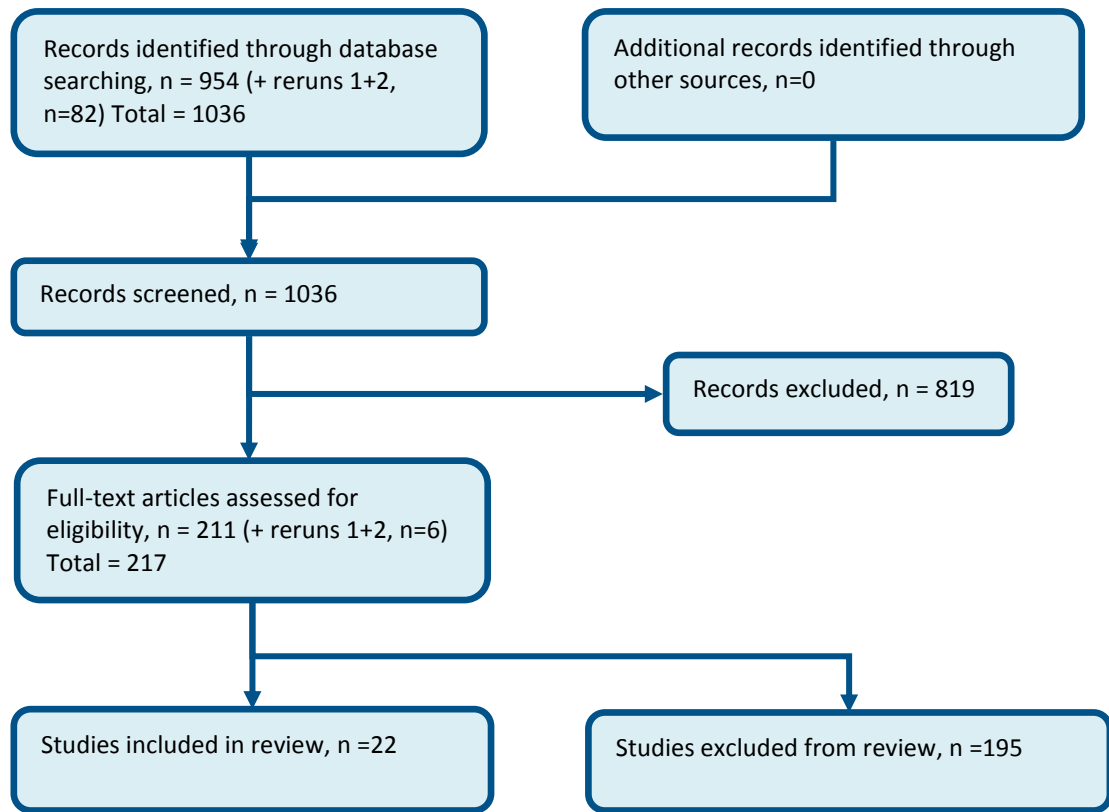 Records identified through database
searching, n = 954 (+ reruns 1+2,
n=82) Total = 1036
Additional records identified through
other sources, n=0
Records screened, n = 1036
Records excluded, n = 819
Full-text articles assessed for
eligibility, n = 211 (+ reruns 1+2, n=6)
Total = 217
Studies included in review, n =22
Studies excluded from review, n =195